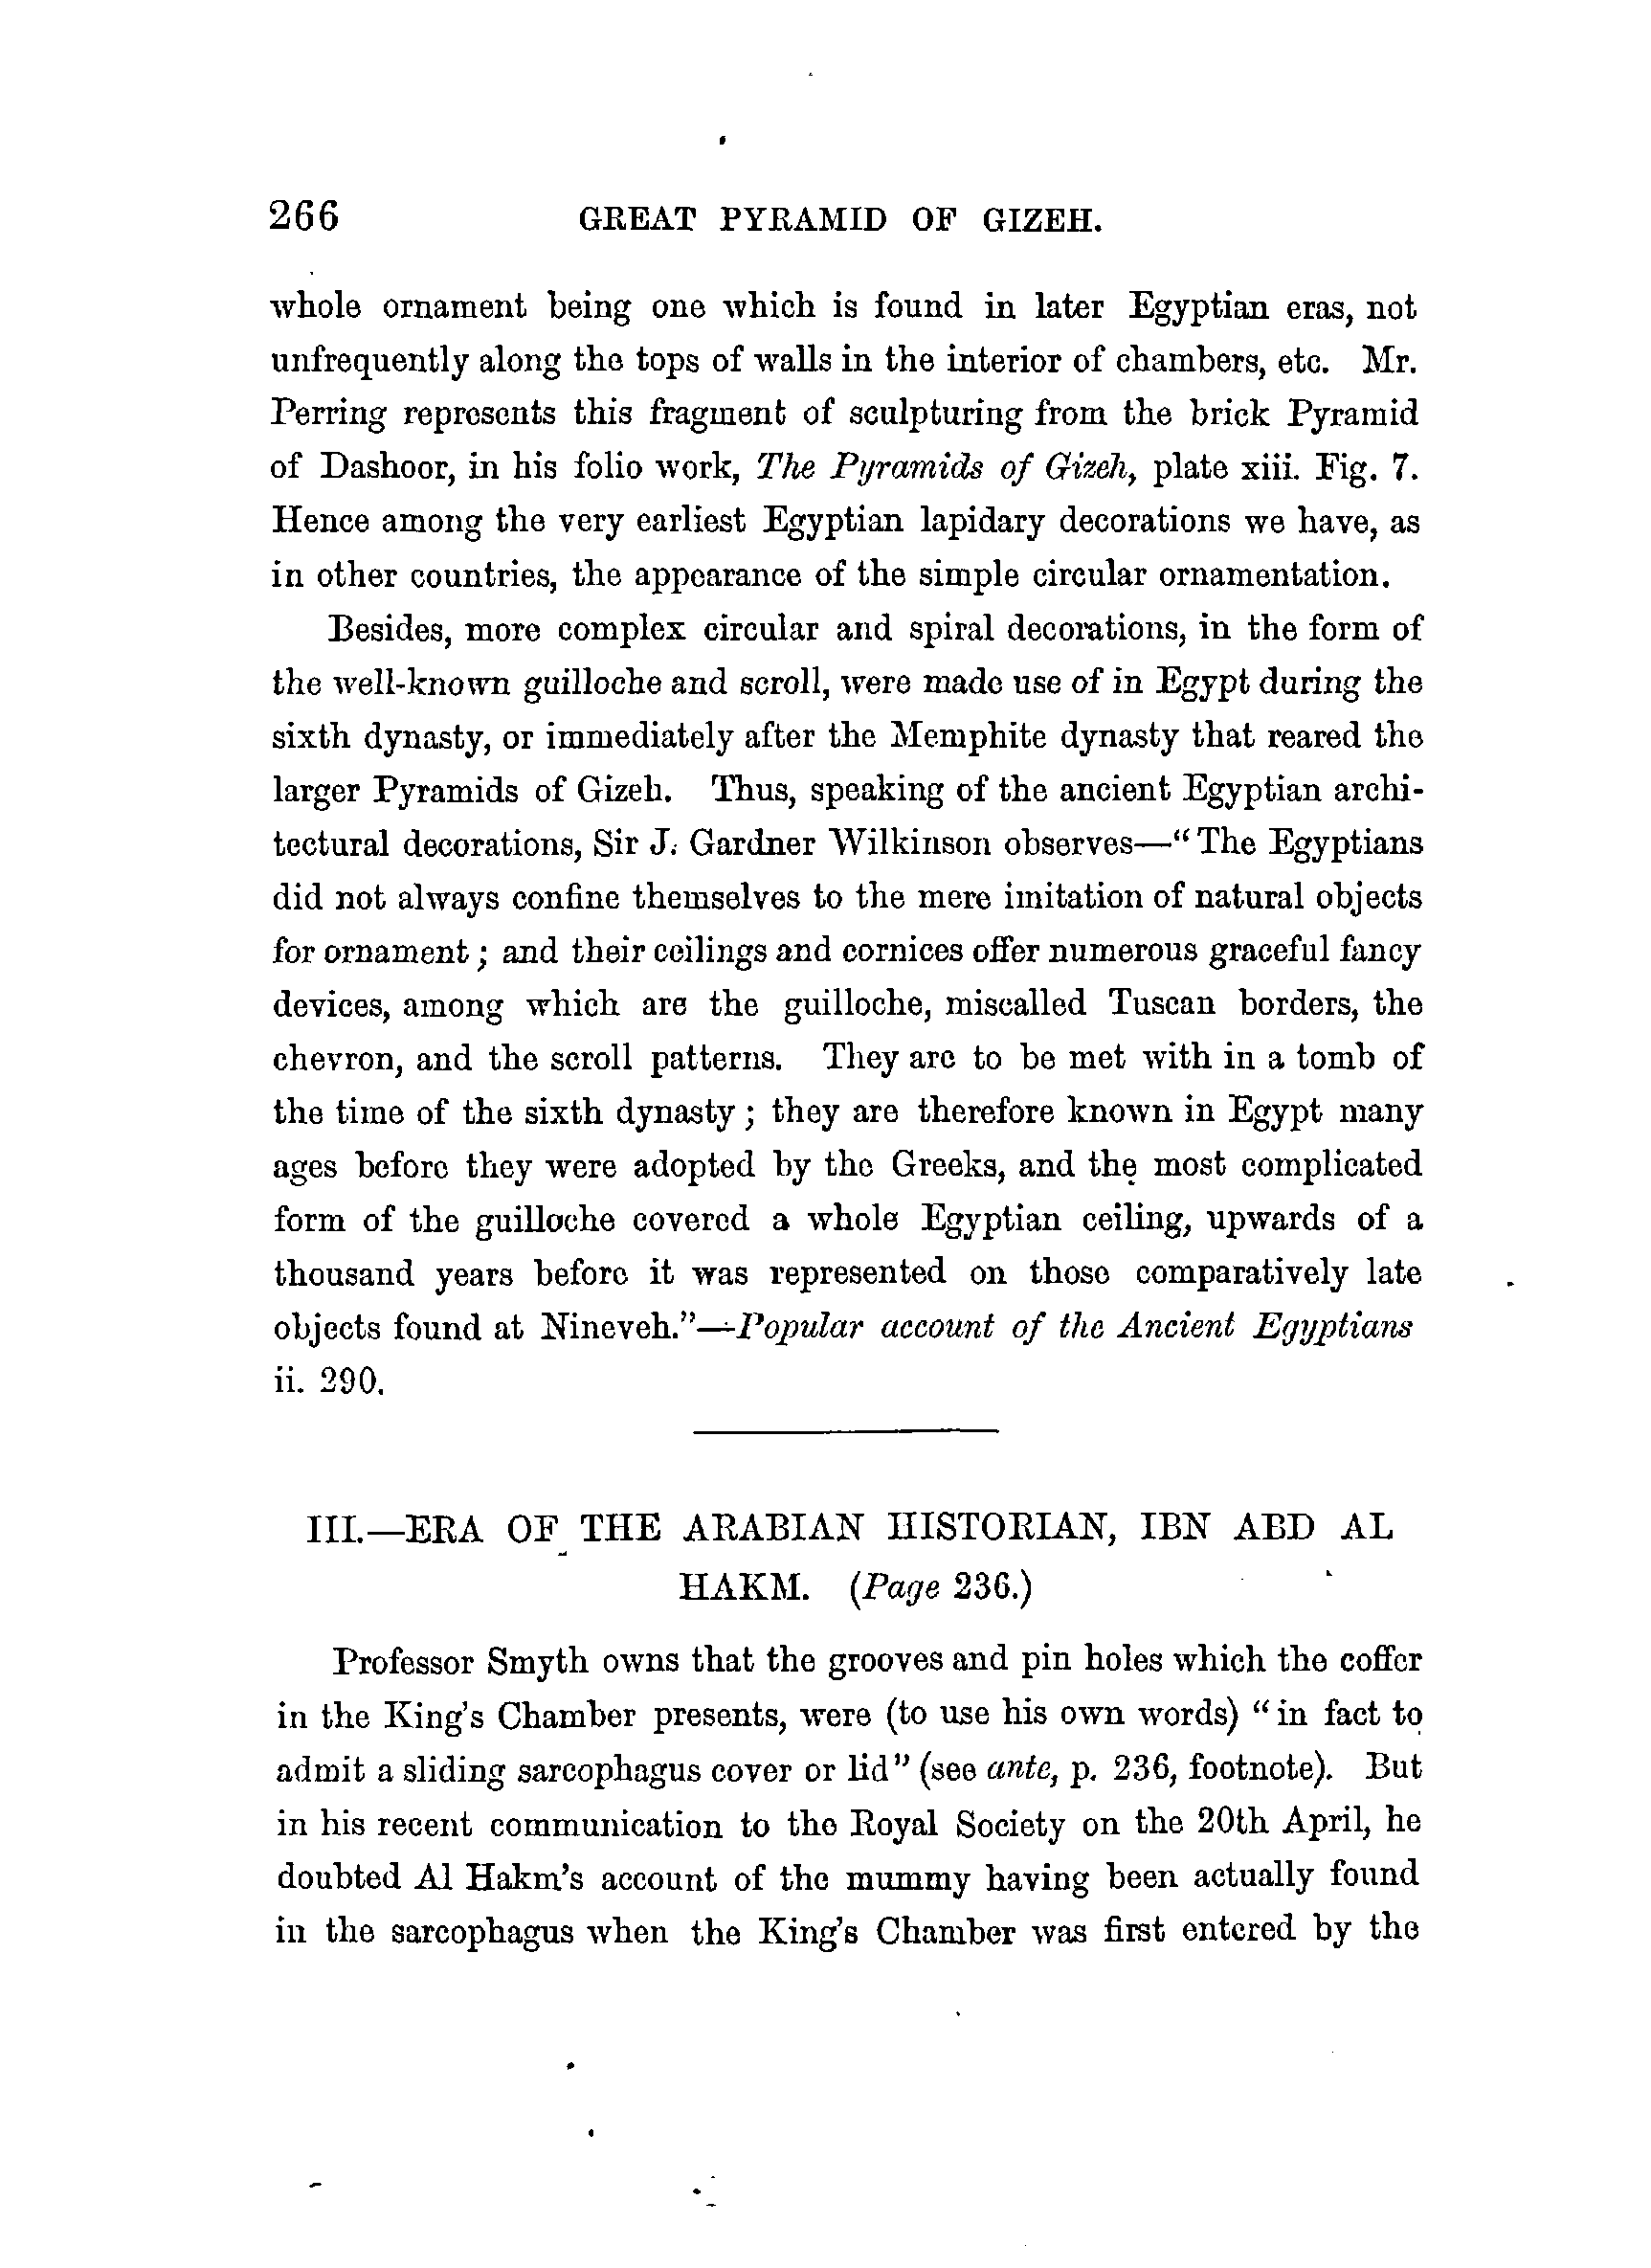 266 GREAT PYRAMID OF GIZEH.
whole ornament being one which is found in later Egyptian eras, not
unfrequently along the tops of walls in the interior of chambers, etc. Mr.
Perring represents this fragment of sculpturing from the brick Pyramid
of Dashoor, in his folio work, The Pyramids of Gizeh, plate xiii. Fig. 7.
Hence among the very earliest Egyptian lapidary decorations we have, as
in other countries, the appearance of the simple circular ornamentation.
Besides, more complex circular and spiral decorations, in the form of
the well-known guilloche and scroll, were made use of in Egypt during the
sixth dynasty, or immediately after the Memphite dynasty that reared the
larger Pyramids of Gizeh. Thus, speaking of the ancient Egyptian archi-
tectural decorations, Sir J. Gardner Wilkinson observes—"The Egyptians
did not always confine themselves to the mere imitation of natural objects
for ornament; and their ceilings and cornices offer numerous graceful fancy
devices, among which are the guilloche, miscalled Tuscan borders, the
chevron, and the scroll patterns. They are to be met with in a tomb of
the time of the sixth dynasty; they are therefore known in Egypt many
ages before they were adopted by the Greeks, and the most complicated
form of the guilloche covered a whole Egyptian ceiling, upwards of a
thousand years before it was represented on those comparatively late
objects found at Nineveh."—Popular account of the Ancient Egyptians
ii. 290.
III.—ERA OF THE ARABIAN HISTORIAN, IBN ABD AL
HAKM. (Page 236.)
Professor Smyth owns that the grooves and pin holes which the coffer
in the King's Chamber presents, were (to use his own words) "in fact to
admit a sliding sarcophagus cover or lid" (see ante, p. 236, footnote). But
in his recent communication to the Royal Society on the 20th April, he
doubted Al Hakm's account of the mummy having been actually found
in the sarcophagus when the King's Chamber was first entered by the